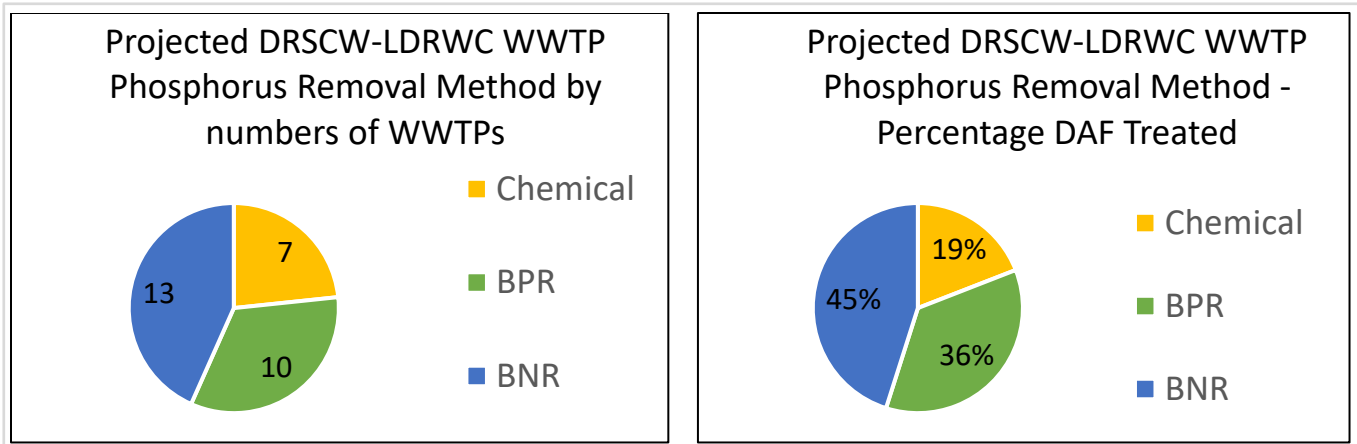 Projected DRSCW-LDRWC WWTP
Phosphorus Removal Method by
numbers of WWTPs
Chemical
7
13
BPR
10
BNR
Projected DRSCW-LDRWC WWTP
Phosphorus Removal Method -
Percentage DAF Treated
Chemical
19%
45%
BPR
36%
BNR